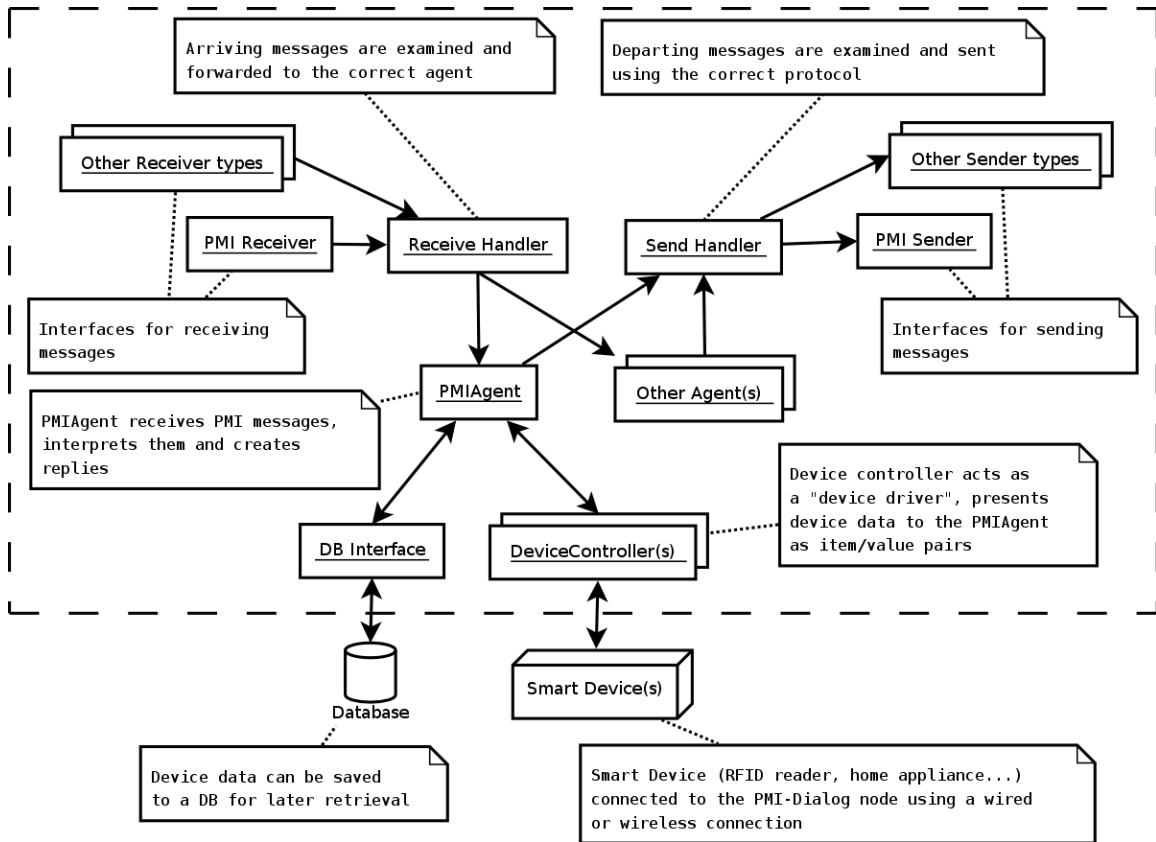 Arriving messages are examined and
forwarded to the correct agent
Departing messages are examined and sent
using the correct protocol
Other Receiver types
Other Sender types
PMI Receiver
Receive Handler
Send Handler
PMI Sender
Interfaces for receiving
messages
Interfaces for sending
messages
PMIAgent
Other Agent(s)
PMIAgent receives PMI messages,
interprets them and creates
replies
Device controller acts as
a "device driver", presents
device data to the PMIAgent
as item/value pairs
DB Interface
DeviceController(s)
Smart Device(s)
Database
Device data can be saved
to a DB for later retrieval
Smart Device (RFID reader, home appliance...)
connected to the PMI-Dialog node using a wired
or wireless connection